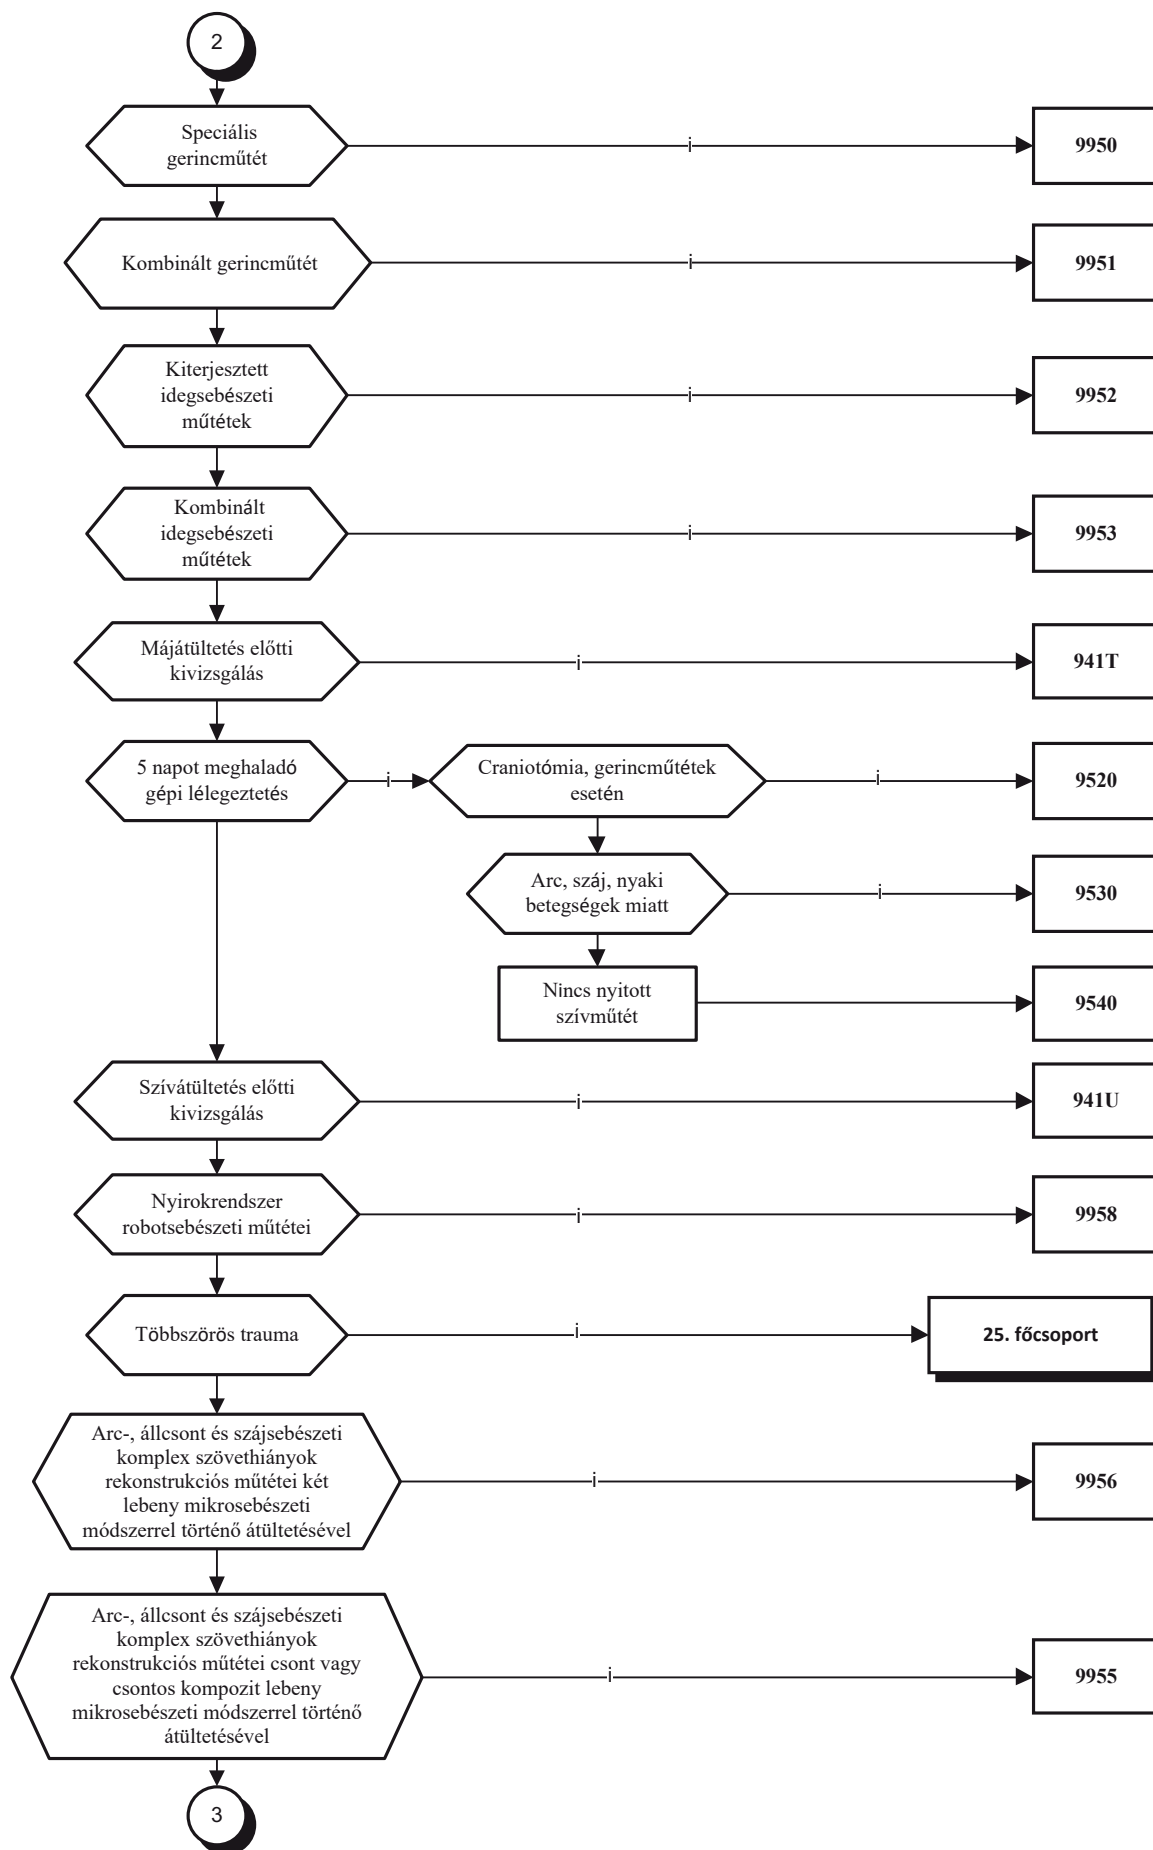 2
Speciális
gerincműtét
i
9950
Kombinált gerincműtét
i
9951
Kiterjesztett
idegsebészeti
műtétek
i
9952
Kombinált
idegsebészeti
műtétek
i
9953
Májátültetés előtti
kivizsgálás
i
941T
5 napot meghaladó
gépi lélegeztetés
i
Craniotómia, gerincműtétek
esetén
i
9520
Arc, száj, nyaki
betegségek miatt
i
9530
Nincs nyitott
szívműtét
9540
Szívátültetés előtti
kivizsgálás
i
941U
Nyirokrendszer
robotsebészeti műtétei
i
9958
Többszörös trauma
i
25. főcsoport
Arc-, állcsont és szájsebészeti
komplex szövethiányok
rekonstrukciós műtétei két
lebeny mikrosebészeti
módszerrel történő átültetésével
i
9956
Arc-, állcsont és szájsebészeti
komplex szövethiányok
rekonstrukciós műtétei csont vagy
csontos kompozit lebeny
mikrosebészeti módszerrel történő
átültetésével
i
9955
3